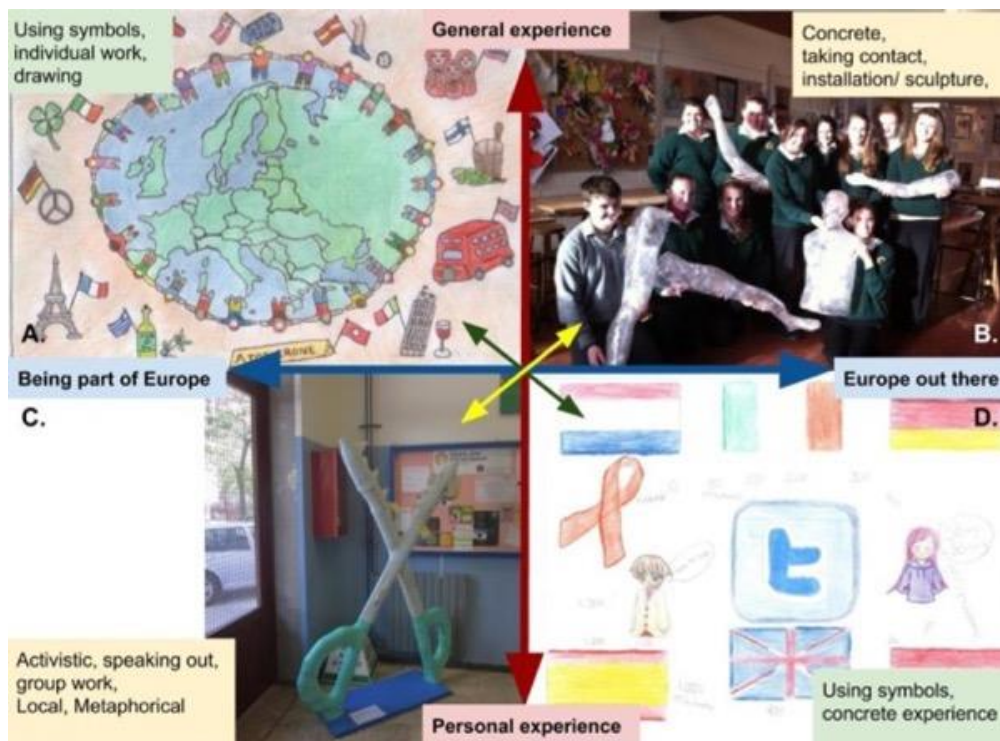 Using symbols,
individual work,
drawing
General experience
Concrete,
taking contact,
installation/ sculpture,
A.
B.
Being part of Europe
Europe out there
C.
D.
t
Activistic, speaking out,
group work,
Local, Metaphorical
Personal experience
Using symbols,
concrete experience